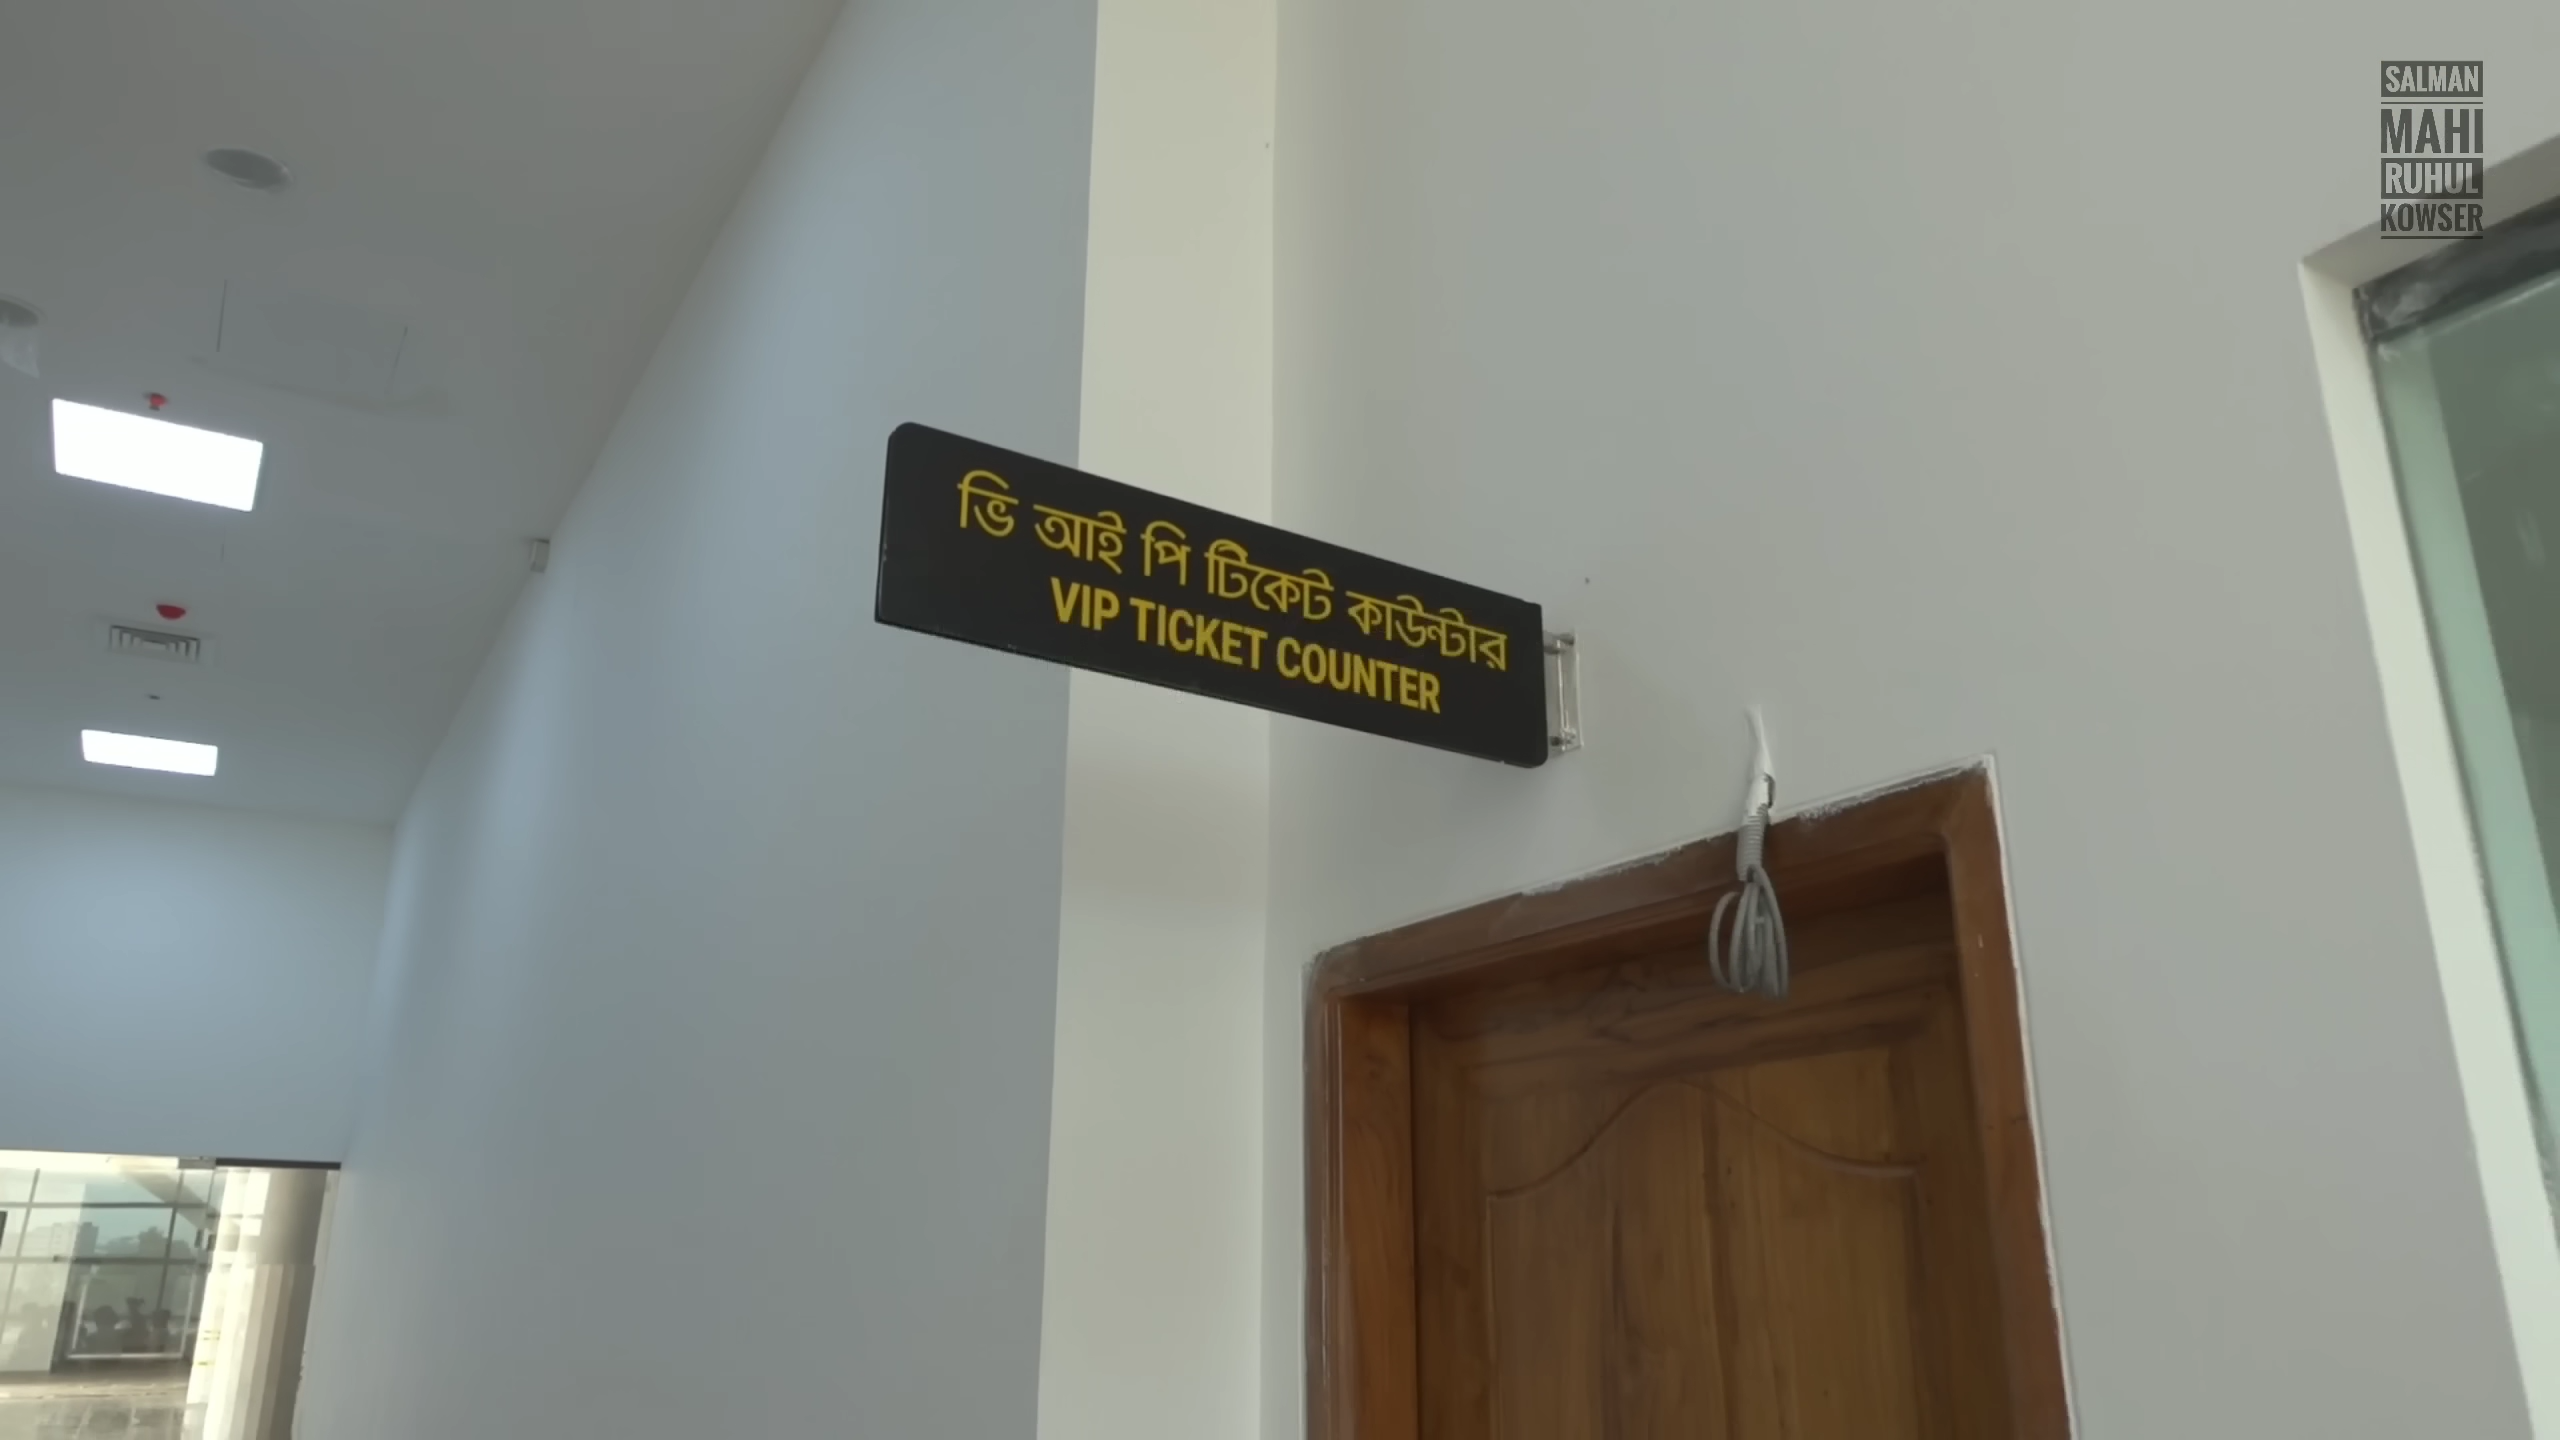 SALMAN
MAHI
RUHUL
KOWSER
ভি আই পি টিকেট কাউন্টার
VIP TICKET COUNTER